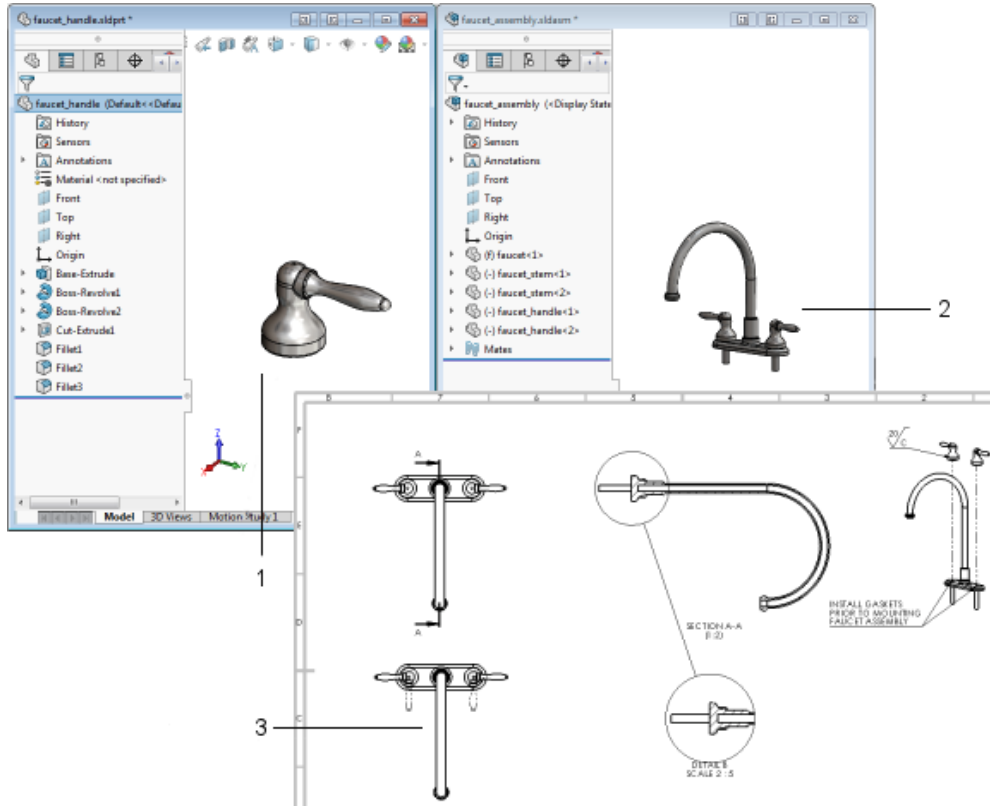 faucet_handle.sldprt *
faucet_handle (Default<<Defau
History
Sensors
Annotations
Material <not specified>
Front
Top
Right
Origin
Base-Extrude
Boss-Revolve1
Boss-Revolve2
Cut-Extrude1
Fillet1
Fillet2
Fillet3
Z
X
Y
Model
3D Views
Motion Study 1
1
faucet_assembly.sldasm *
faucet_assembly (<Display State
History
Sensors
Annotations
Front
Top
Right
Origin
(f) faucet<1>
(-) faucet_stem<1>
(-) faucet_stem<2>
(-) faucet_handle<1>
(-) faucet_handle<2>
Mates
2
8 7 6 5 4 3 2
F
E
D
C
A
A
3
SECTION A-A
(1:2)
DETAIL B
SCALE 2 : 5
20
C
INSTALL GASKETS
PRIOR TO MOUNTING
FAUCET ASSEMBLY